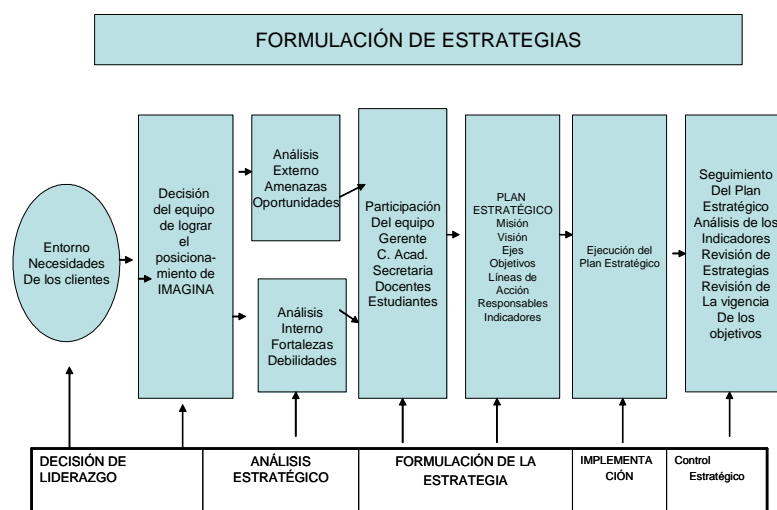 FORMULACIÓN DE ESTRATEGIAS
Entorno
Necesidades
De los clientes
Decisión
del equipo
de lograr
el
posiciona-
miento de
IMAGINA
Análisis
Externo
Amenazas
Oportunidades
Análisis
Interno
Fortalezas
Debilidades
Participación
Del equipo
Gerente
C. Acad.
Secretaria
Docentes
Estudiantes
PLAN
ESTRATÉGICO
Misión
Visión
Ejes
Objetivos
Líneas de
Acción
Responsables
Indicadores
Ejecución del
Plan Estratégico
Seguimiento
Del Plan
Estratégico
Análisis de los
Indicadores
Revisión de
Estrategias
Revisión de
La vigencia
De los
objetivos
DECISIÓN DE
LIDERAZGO
ANÁLISIS
ESTRATÉGICO
FORMULACIÓN DE LA
ESTRATEGIA
IMPLEMENTA
CIÓN
Control
Estratégico